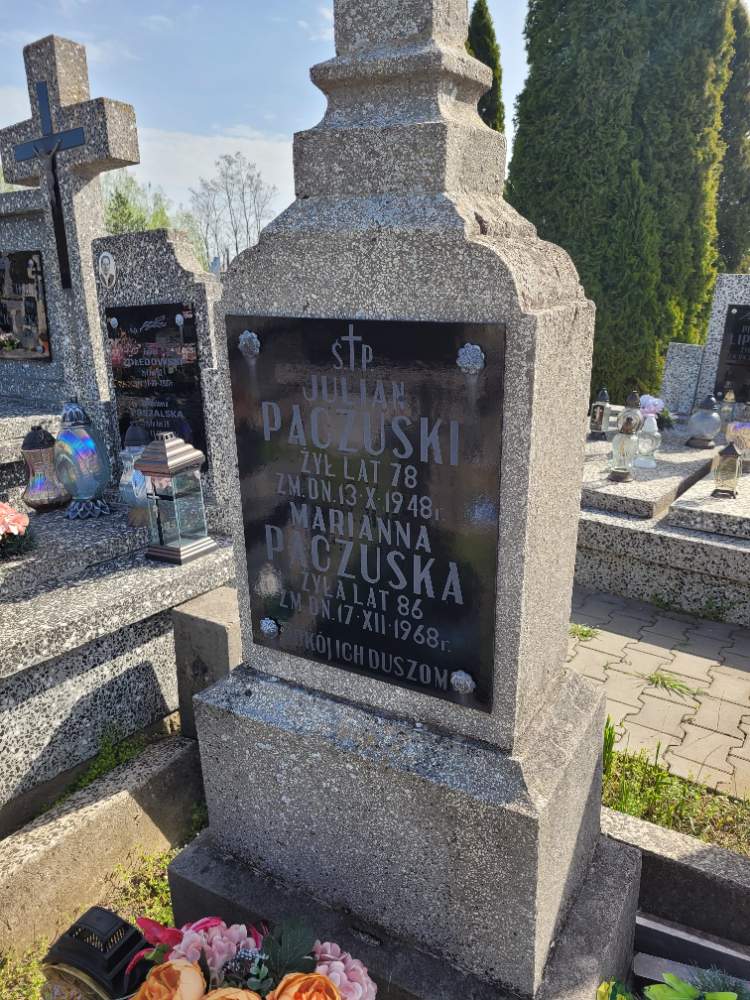 Ś†P
JULIAN
PACZUSKI
ŻYŁ LAT 78
ZM. DN. 13·X·1948r.
MARIANNA
PACZUSKA
ŻYŁA LAT 86
ZM DN. 17·XII·1968r.
POKÓJ ICH DUSZOM